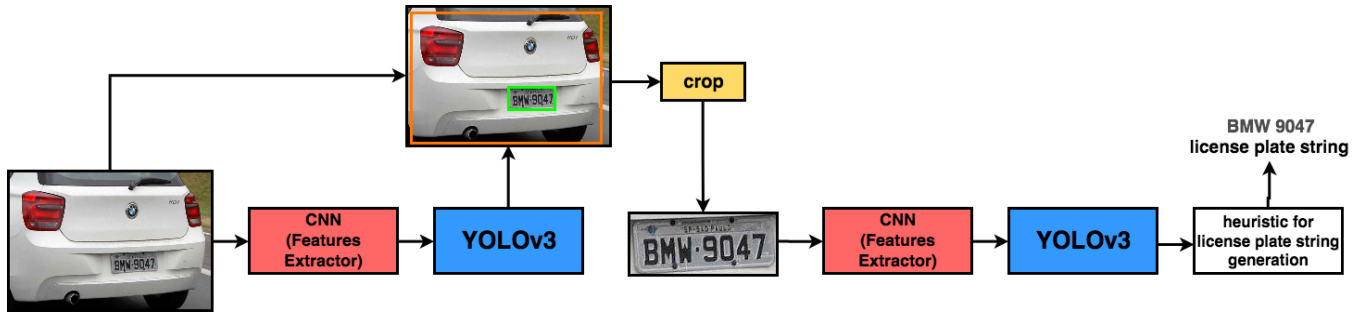 BMW-9047
crop
BMW 9047
license plate string
BMW-9047
CNN
(Features
Extractor)
YOLOv3
BMW·9047
CNN
(Features
Extractor)
YOLOv3
heuristic for
license plate string
generation